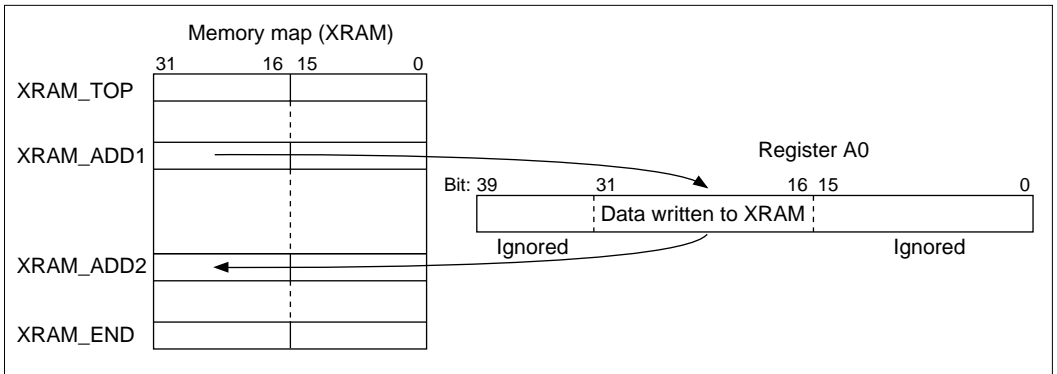 Memory map (XRAM)
31 16 15 0
XRAM_TOP
XRAM_ADD1
Register A0
Bit: 39 31 16 15 0
Data written to XRAM
Ignored Ignored
XRAM_ADD2
XRAM_END